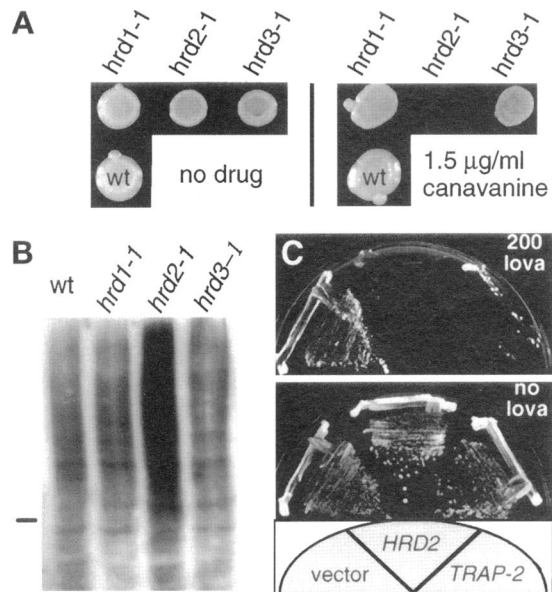 A
hrd1-1
hrd2-1
hrd3-1
hrd1-1
hrd2-1
hrd3-1
wt
no drug
wt
1.5 µg/ml
canavanine
B
wt
hrd1-1
hrd2-1
hrd3-1
C
200
lova
no
lova
HRD2
vector
TRAP-2